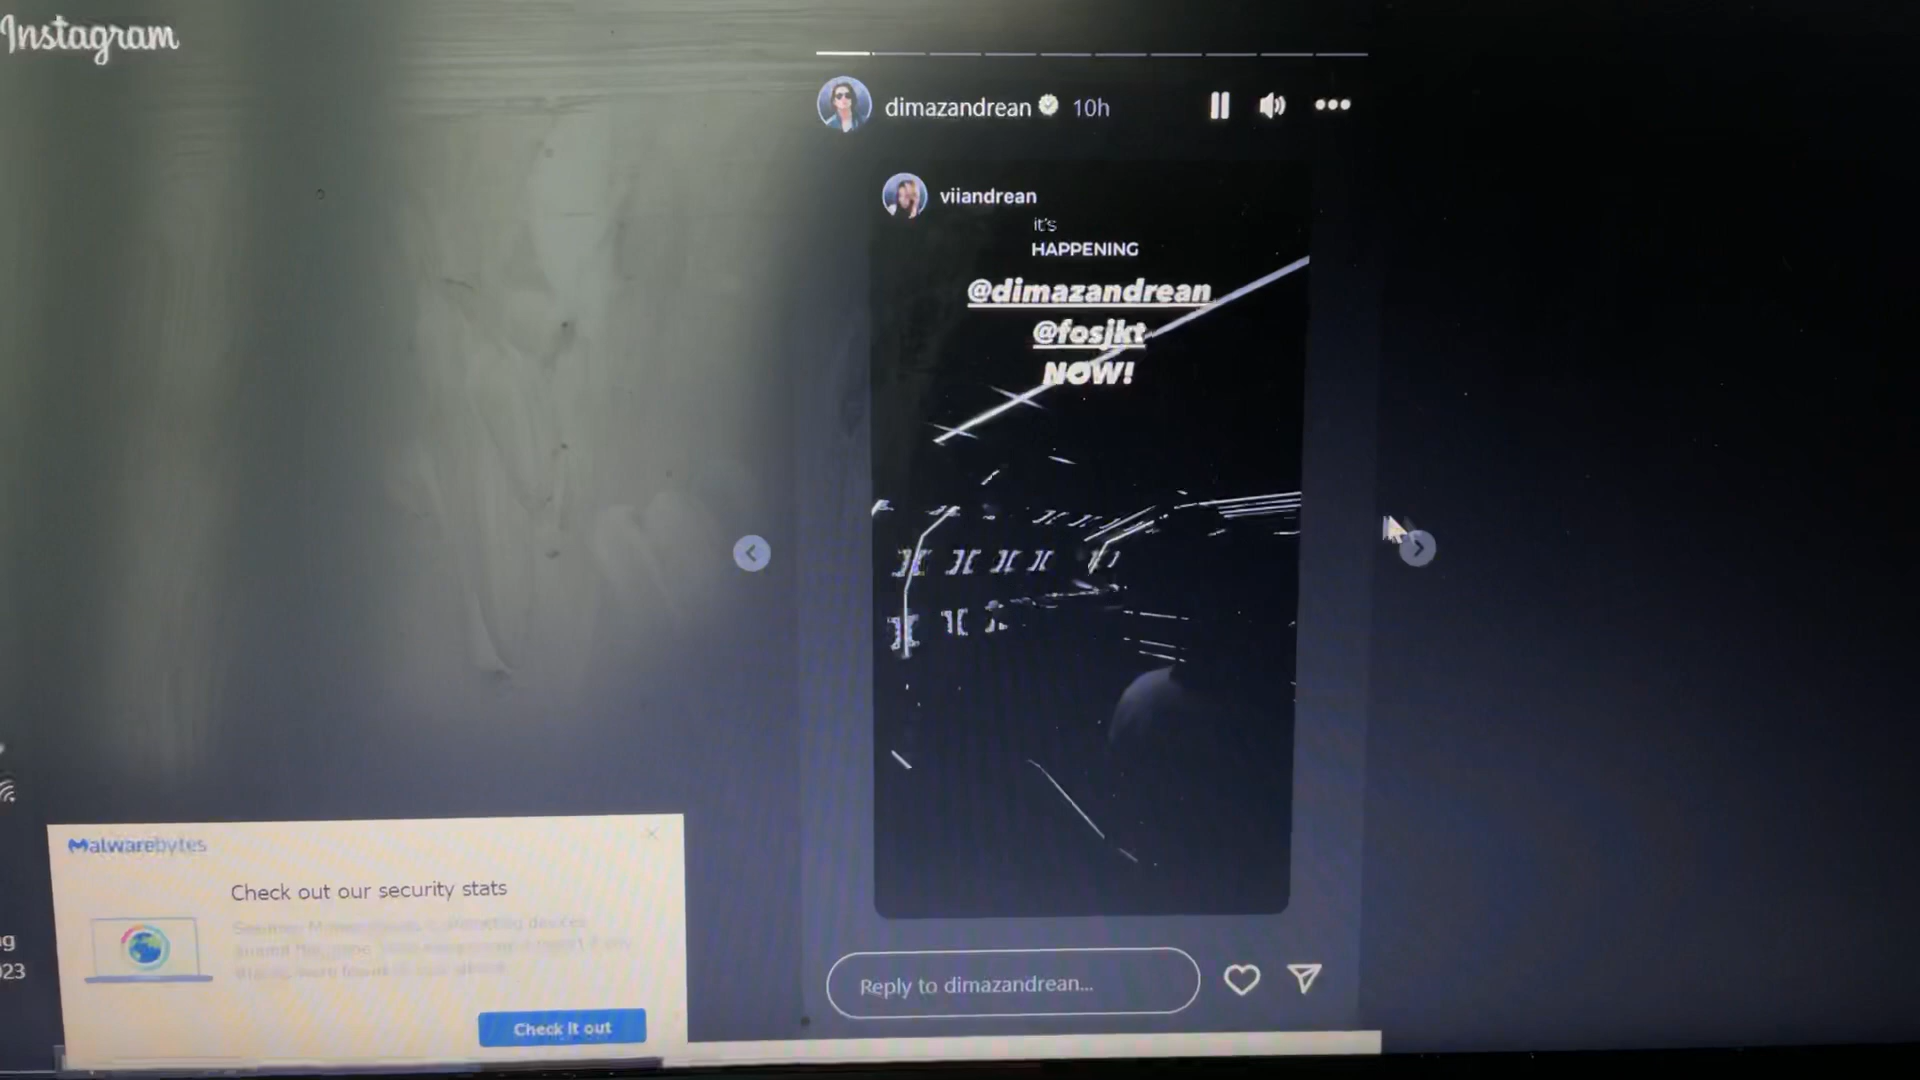 Instagram
dimazandrean 10h
viiandrean
it's
HAPPENING
@dimazandrean
@fosjkt
NOW!
Malwarebytes
Check out our security stats
Check it out
Reply to dimazandrean...
g
023